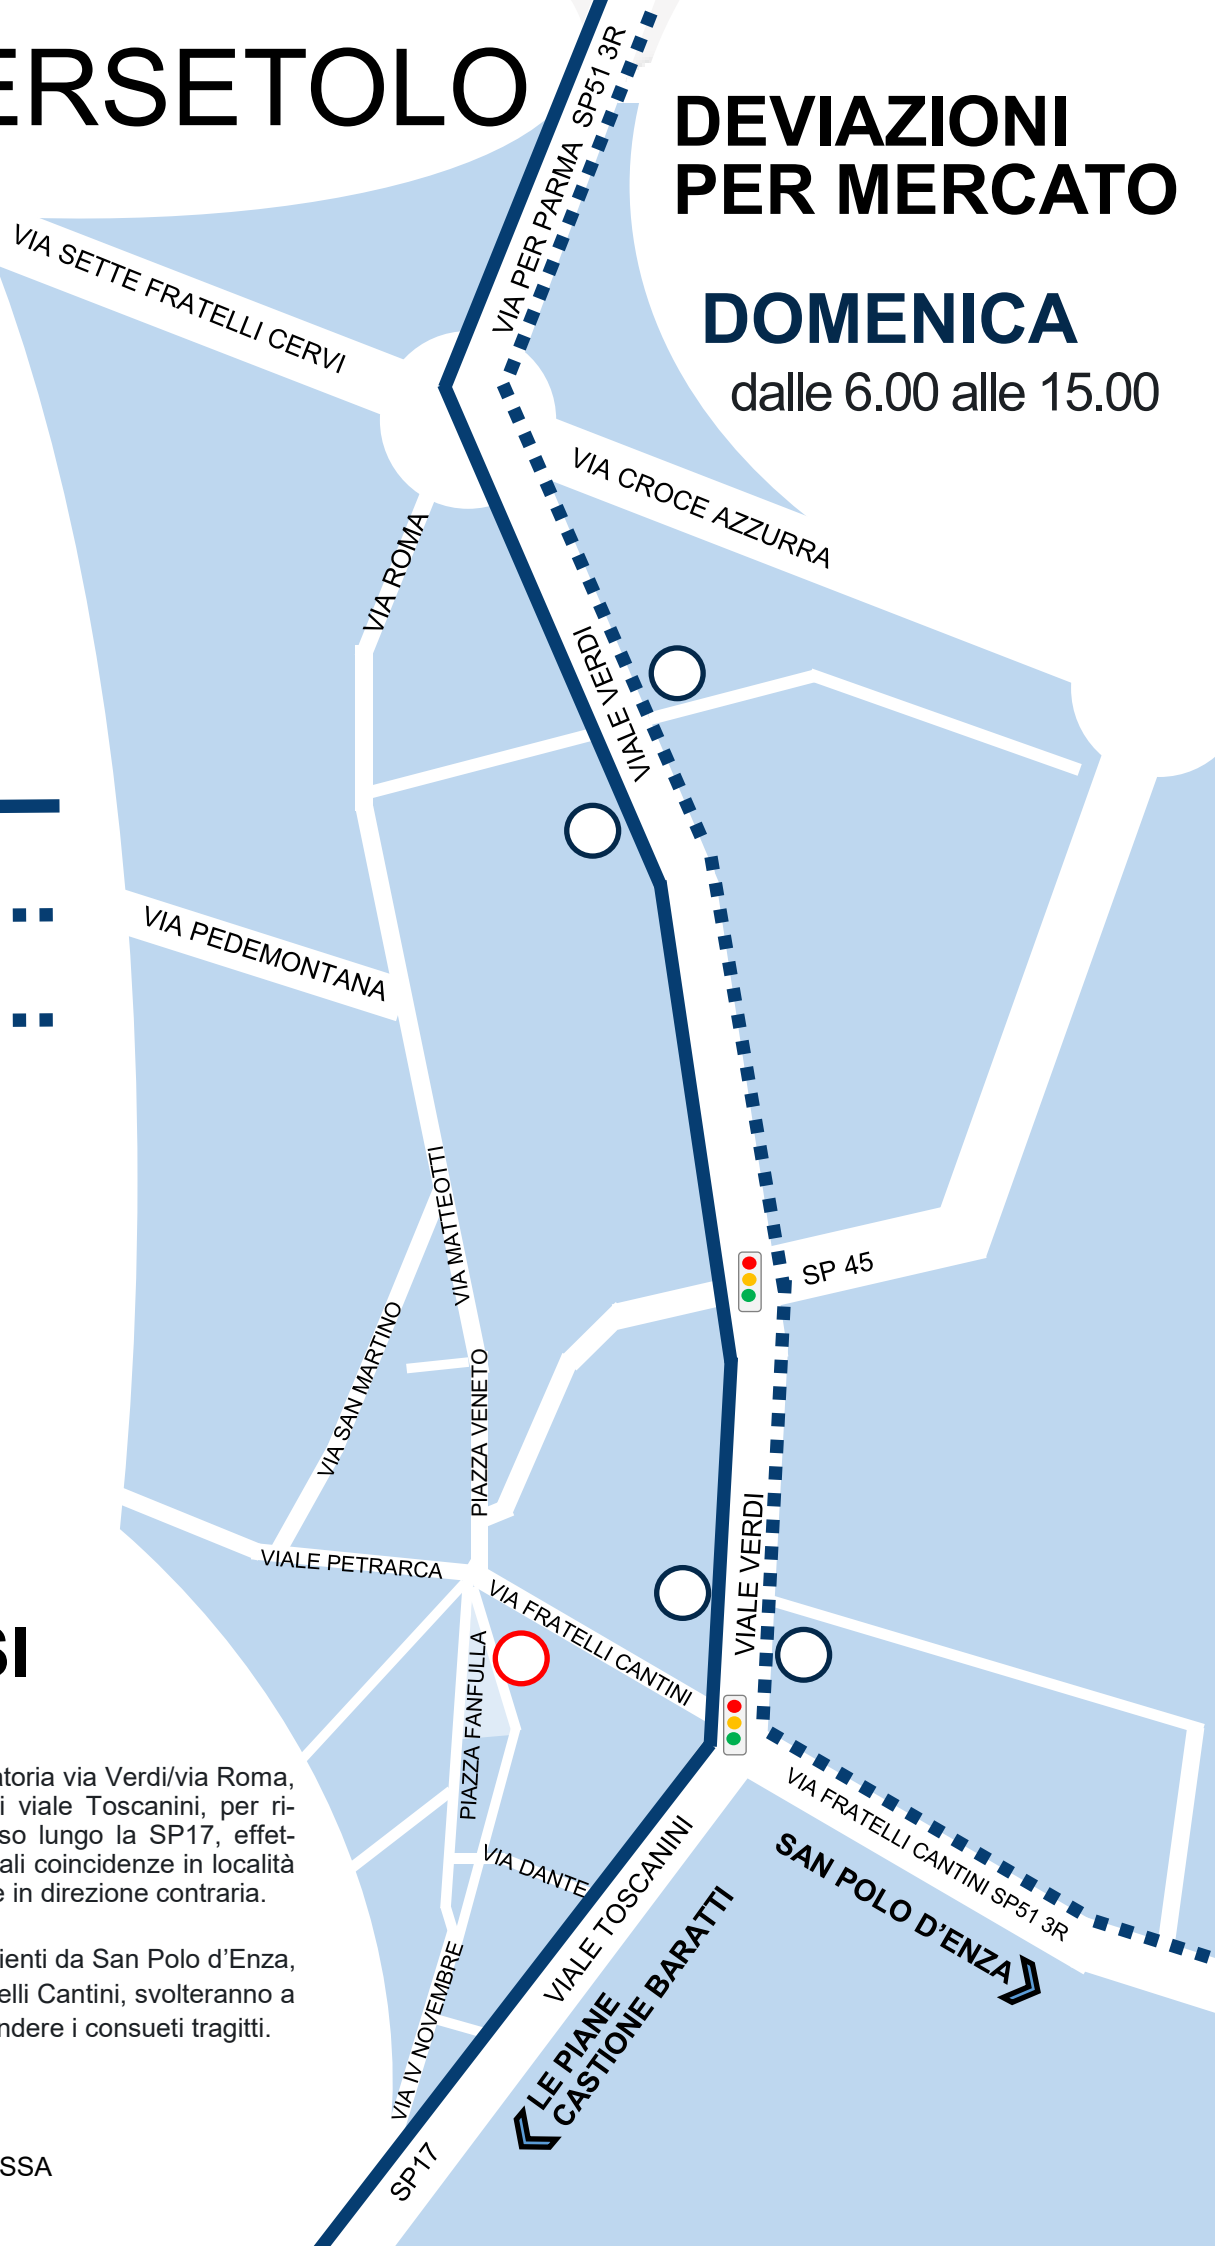 ERSETOLO
DEVIAZIONI
PER MERCATO
DOMENICA
dalle 6.00 alle 15.00
VIA PER PARMA SP51 3R
VIA SETTE FRATELLI CERVI
VIA CROCE AZZURRA
VIA ROMA
VIALE VERDI
VIA PEDEMONTANA
VIA MATTEOTTI
SP 45
VIA SAN MARTINO
PIAZZA VENETO
VIALE VERDI
VIALE PETRARCA
VIA FRATELLI CANTINI
PIAZZA FANFULLA
SI
atoria via Verdi/via Roma,
i viale Toscanini, per ri-
so lungo la SP17, effet-
ali coincidenze in località
e in direzione contraria.
ienti da San Polo d’Enza,
elli Cantini, svolteranno a
ndere i consueti tragitti.
VIA DANTE
VIALE TOSCANINI
VIA FRATELLI CANTINI SP51 3R
SAN POLO D’ENZA
LE PIANE
CASTIONE BARATTI
VIA IV NOVEMBRE
SP17
SSA